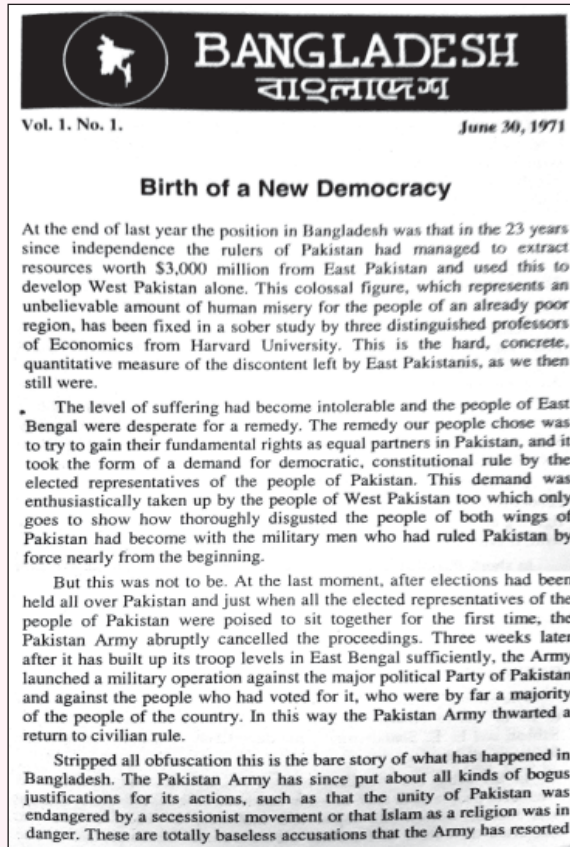 BANGLADESH
বাংলাদেশ
Vol. 1. No. 1.
June 30, 1971
Birth of a New Democracy
At the end of last year the position in Bangladesh was that in the 23 years
since independence the rulers of Pakistan had managed to extract
resources worth $3,000 million from East Pakistan and used this to
develop West Pakistan alone. This colossal figure, which represents an
unbelievable amount of human misery for the people of an already poor
region, has been fixed in a sober study by three distinguished professors
of Economics from Harvard University. This is the hard, concrete,
quantitative measure of the discontent left by East Pakistanis, as we then
still were.
The level of suffering had become intolerable and the people of East
Bengal were desperate for a remedy. The remedy our people chose was
to try to gain their fundamental rights as equal partners in Pakistan, and it
took the form of a demand for democratic, constitutional rule by the
elected representatives of the people of Pakistan. This demand was
enthusiastically taken up by the people of West Pakistan too which only
goes to show how thoroughly disgusted the people of both wings of
Pakistan had become with the military men who had ruled Pakistan by
force nearly from the beginning.
But this was not to be. At the last moment, after elections had been
held all over Pakistan and just when all the elected representatives of the
people of Pakistan were poised to sit together for the first time, the
Pakistan Army abruptly cancelled the proceedings. Three weeks later
after it has built up its troop levels in East Bengal sufficiently, the Army
launched a military operation against the major political Party of Pakistan
and against the people who had voted for it, who were by far a majority
of the people of the country. In this way the Pakistan Army thwarted a
return to civilian rule.
Stripped all obfuscation this is the bare story of what has happened in
Bangladesh. The Pakistan Army has since put about all kinds of bogus
justifications for its actions, such as that the unity of Pakistan was
endangered by a secessionist movement or that Islam as a religion was in
danger. These are totally baseless accusations that the Army has resorted